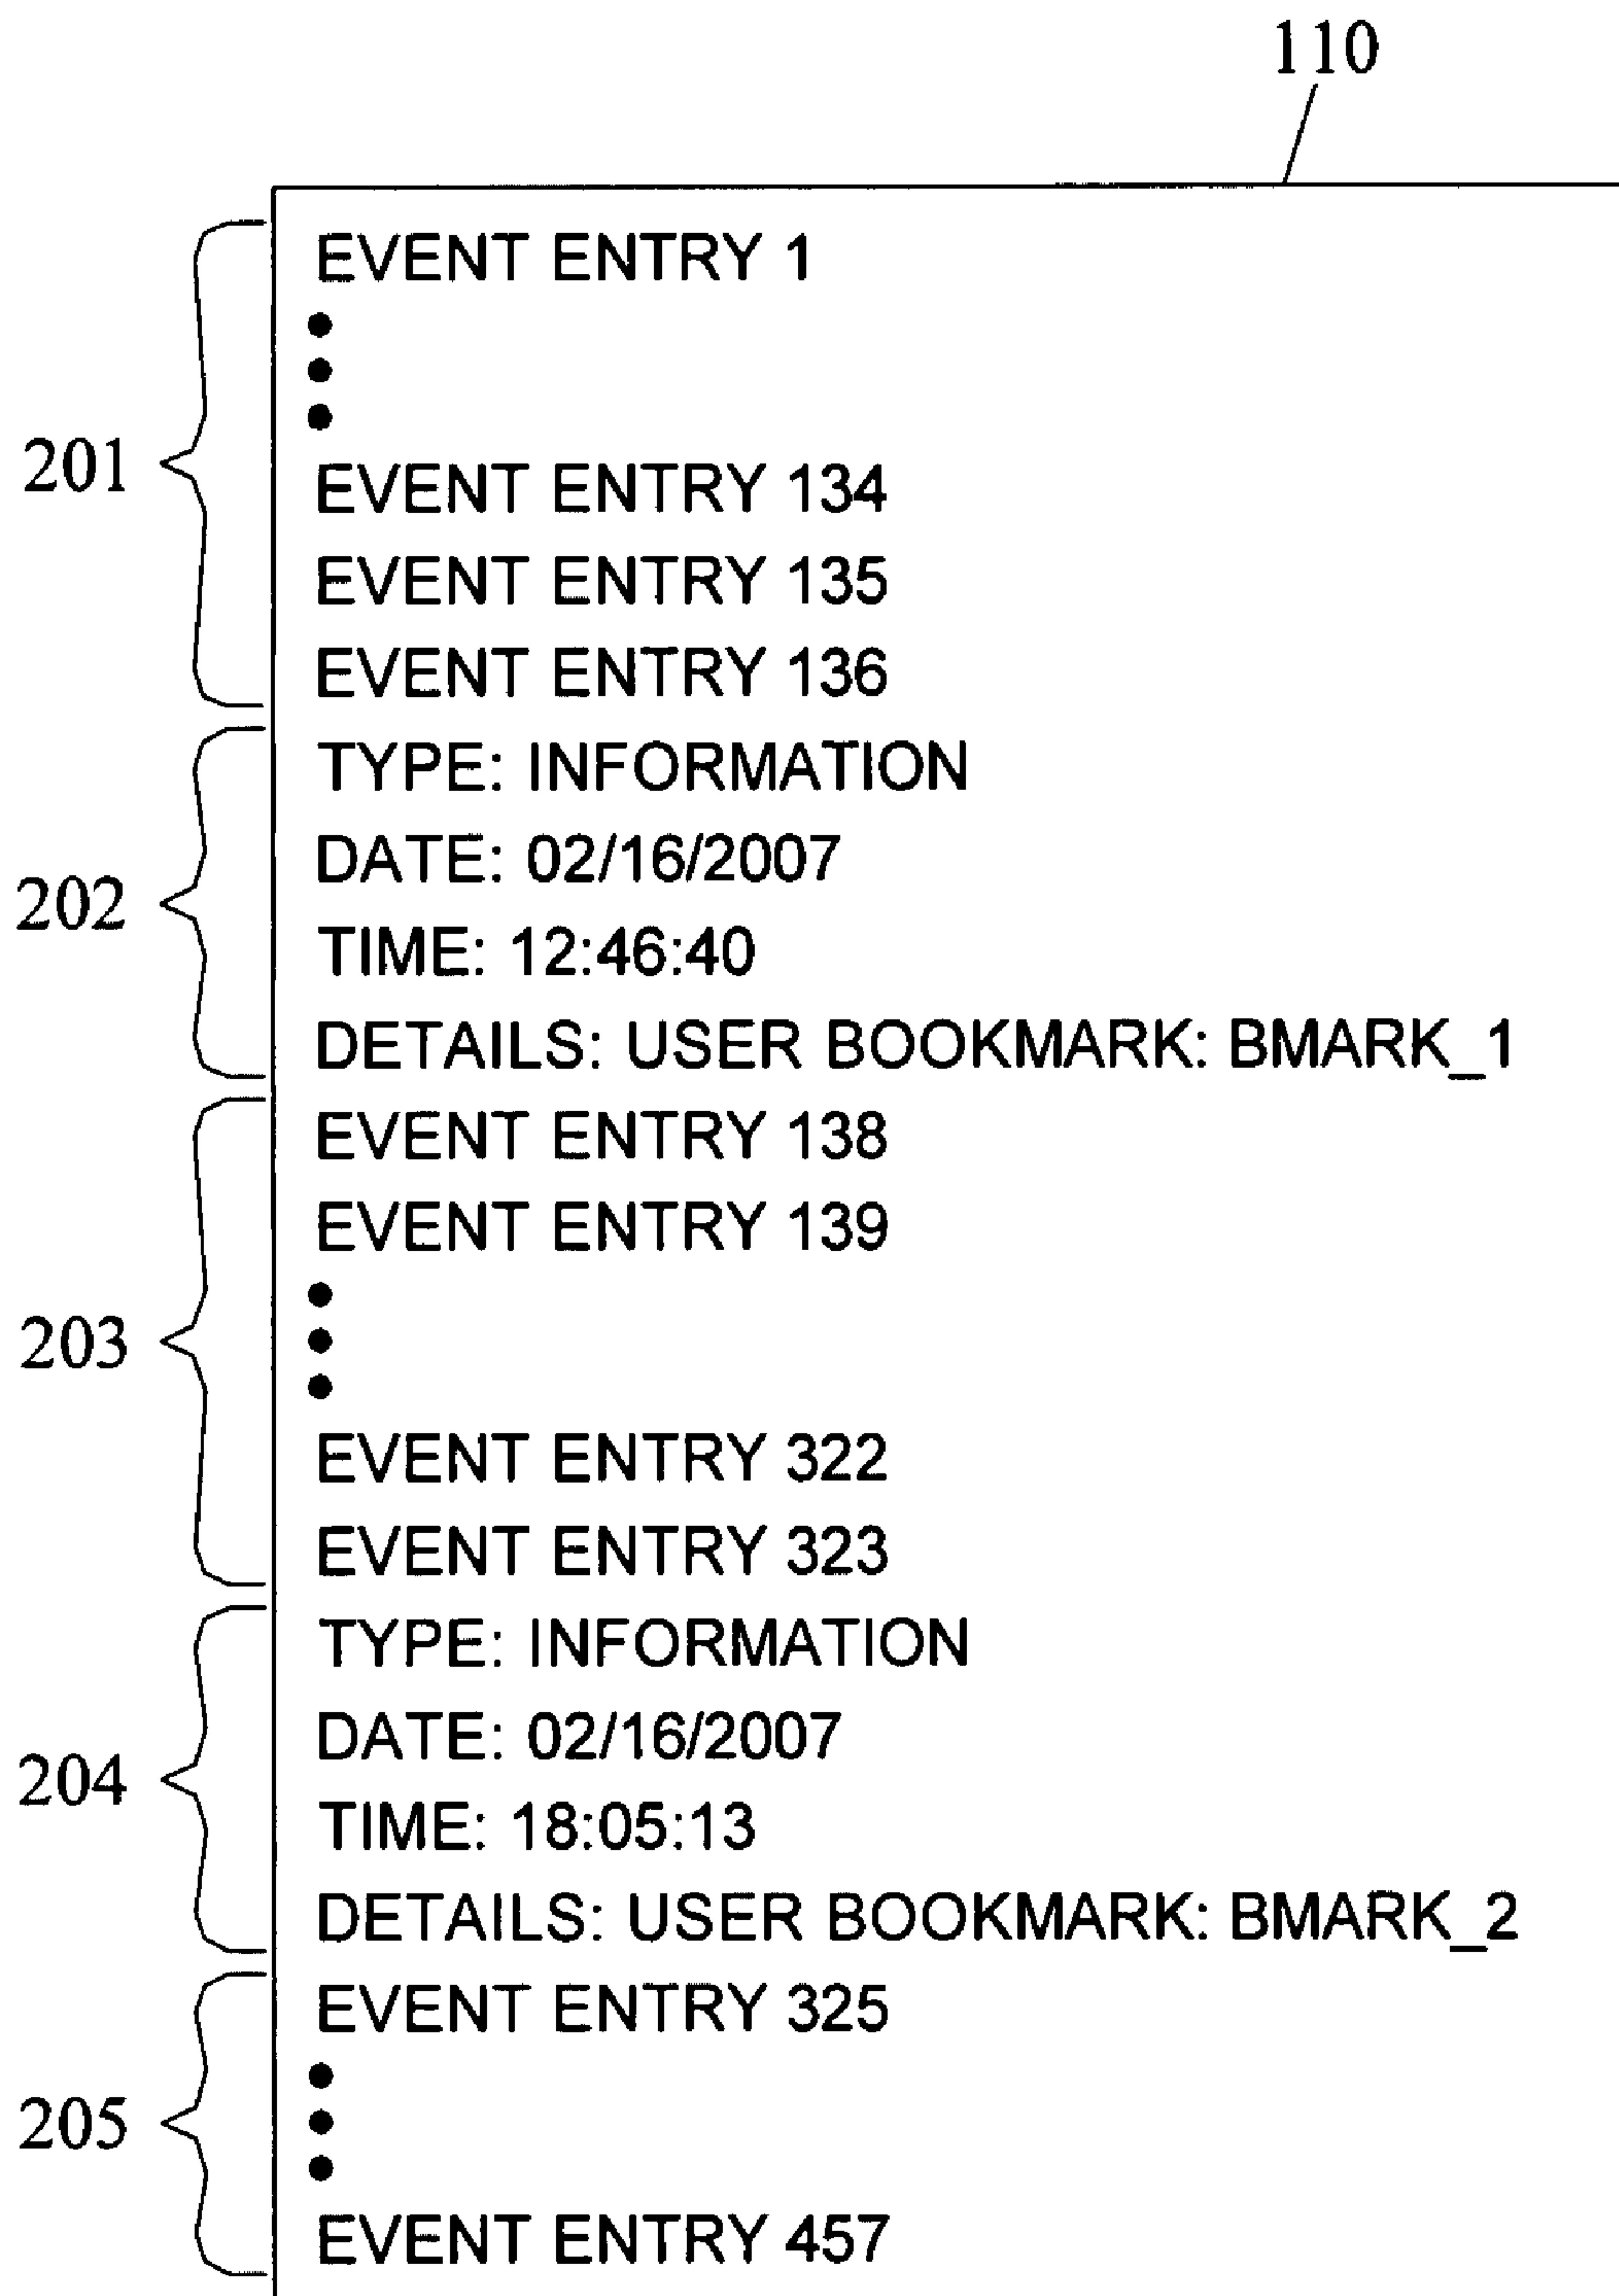 110
EVENT ENTRY 1
201
EVENT ENTRY 134
EVENT ENTRY 135
EVENT ENTRY 136
TYPE: INFORMATION
DATE: 02/16/2007
202
TIME: 12:46:40
DETAILS: USER BOOKMARK: BMARK_1
EVENT ENTRY 138
EVENT ENTRY 139
203
EVENT ENTRY 322
EVENT ENTRY 323
TYPE: INFORMATION
DATE: 02/16/2007
204
TIME: 18:05:13
DETAILS: USER BOOKMARK: BMARK_2
EVENT ENTRY 325
205
EVENT ENTRY 457